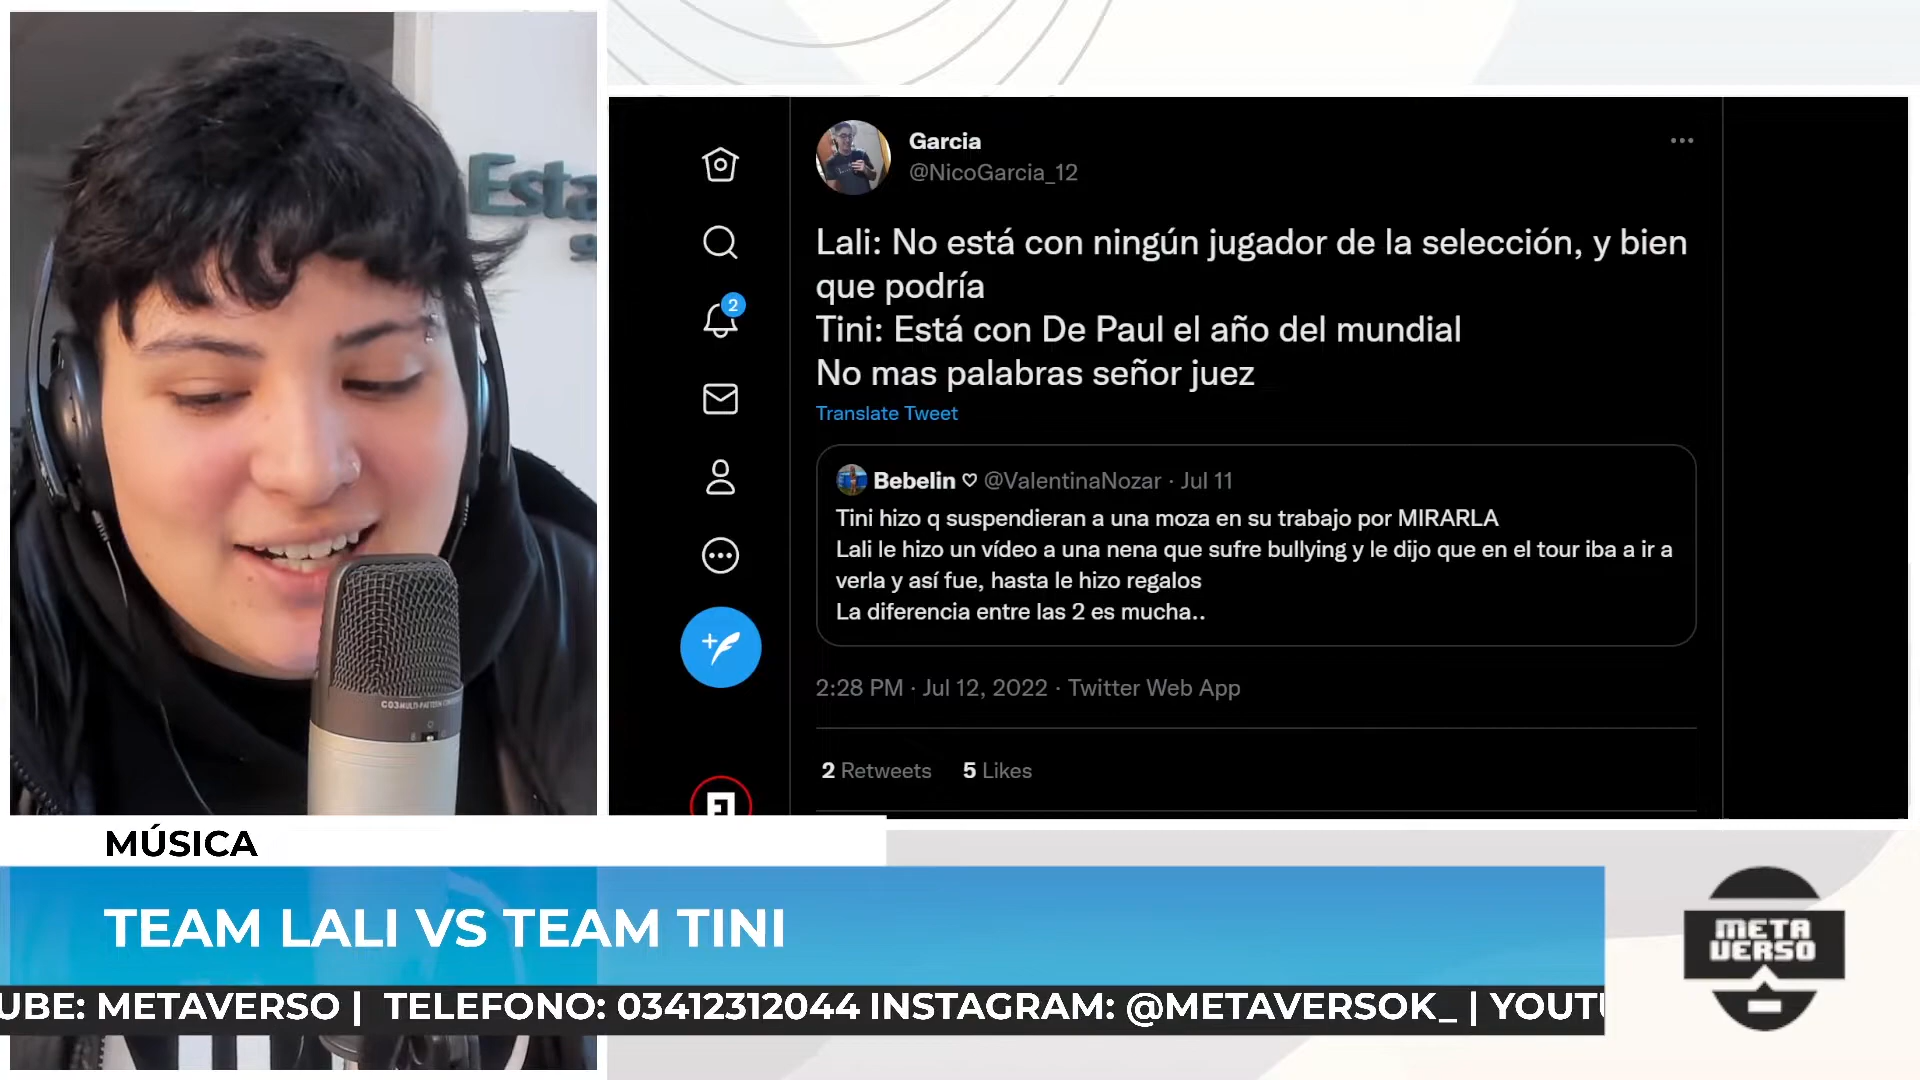 Esta
Garcia
@NicoGarcia_12
Lali: No está con ningún jugador de la selección, y bien
que podría
Tini: Está con De Paul el año del mundial
No mas palabras señor juez
Translate Tweet
2
Bebelin ♡ @ValentinaNozar · Jul 11
Tini hizo q suspendieran a una moza en su trabajo por MIRARLA
Lali le hizo un vídeo a una nena que sufre bullying y le dijo que en el tour iba a ir a
verla y así fue, hasta le hizo regalos
La diferencia entre las 2 es mucha..
2:28 PM · Jul 12, 2022 · Twitter Web App
2 Retweets 5 Likes
MÚSICA
TEAM LALI VS TEAM TINI
UBE: METAVERSO | TELEFONO: 03412312044 INSTAGRAM: @METAVERSOK_ | YOUTU
META
VERSO